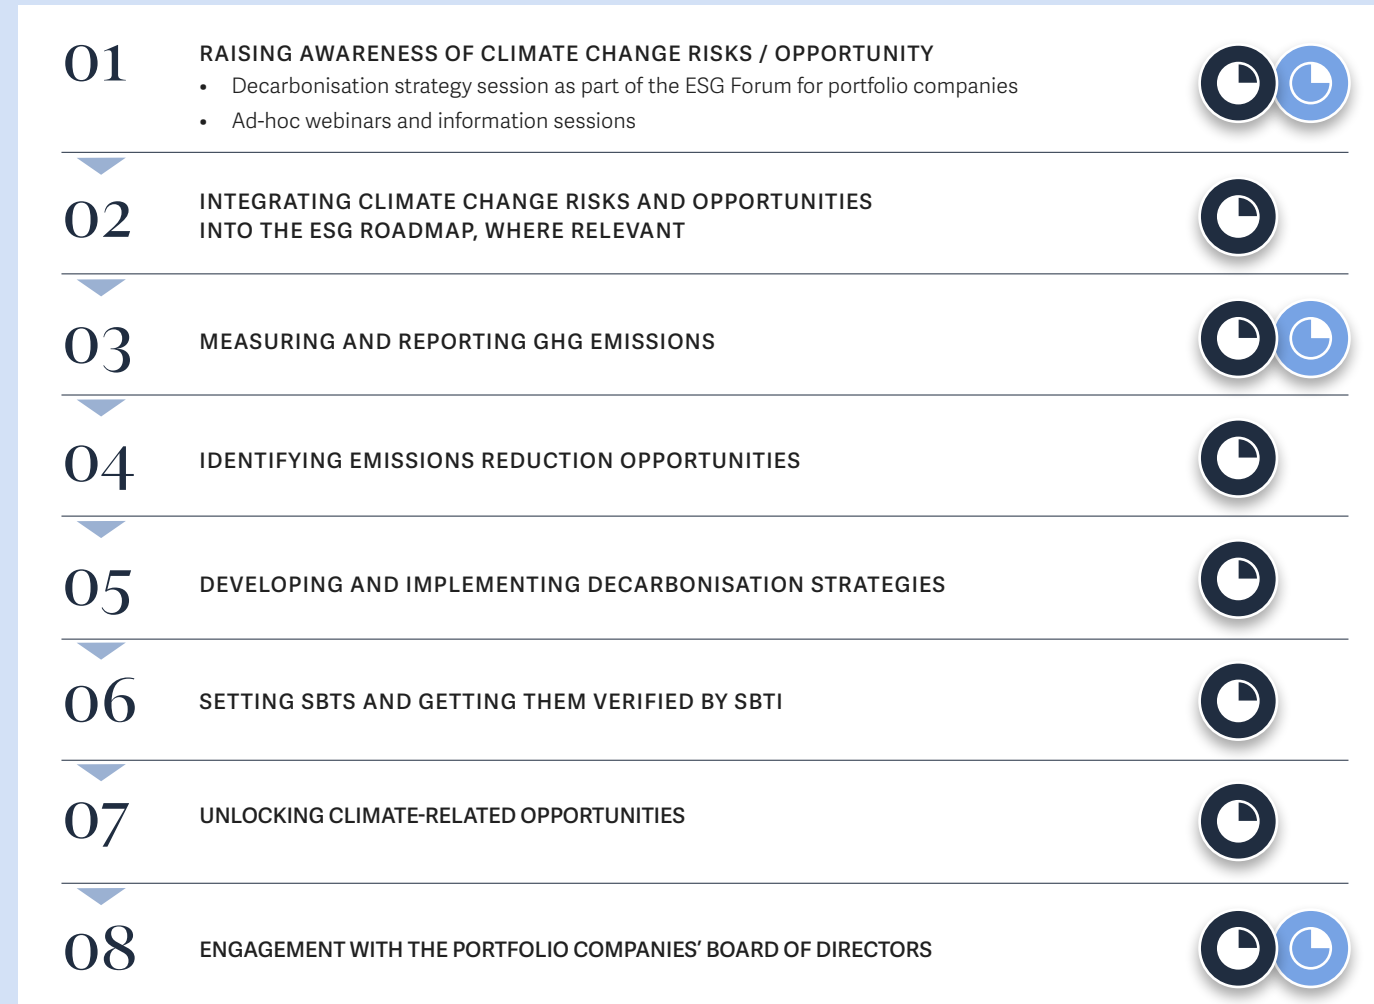 01
RAISING AWARENESS OF CLIMATE CHANGE RISKS / OPPORTUNITY
• Decarbonisation strategy session as part of the ESG Forum for portfolio companies
• Ad-hoc webinars and information sessions
02
INTEGRATING CLIMATE CHANGE RISKS AND OPPORTUNITIES
INTO THE ESG ROADMAP, WHERE RELEVANT
03
MEASURING AND REPORTING GHG EMISSIONS
04
IDENTIFYING EMISSIONS REDUCTION OPPORTUNITIES
05
DEVELOPING AND IMPLEMENTING DECARBONISATION STRATEGIES
06
SETTING SBTS AND GETTING THEM VERIFIED BY SBTI
07
UNLOCKING CLIMATE-RELATED OPPORTUNITIES
08
ENGAGEMENT WITH THE PORTFOLIO COMPANIES’ BOARD OF DIRECTORS